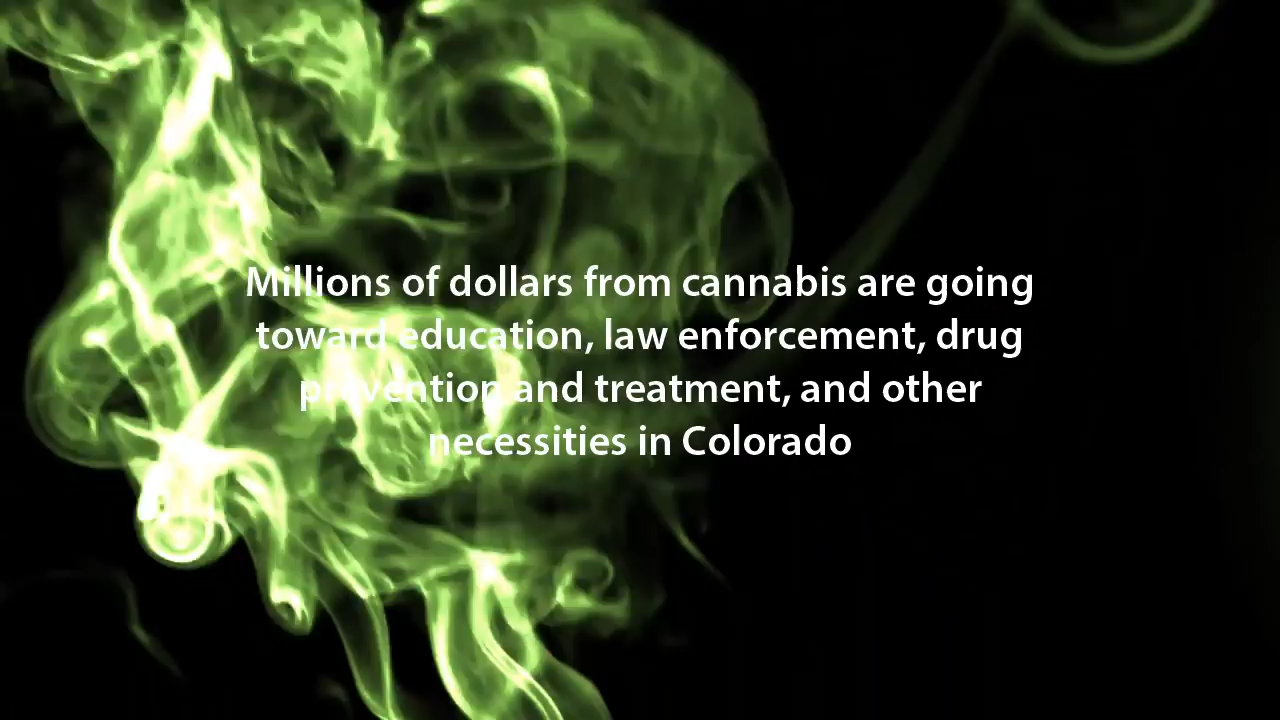 Millions of dollars from cannabis are going
toward education, law enforcement, drug
prevention and treatment, and other
necessities in Colorado